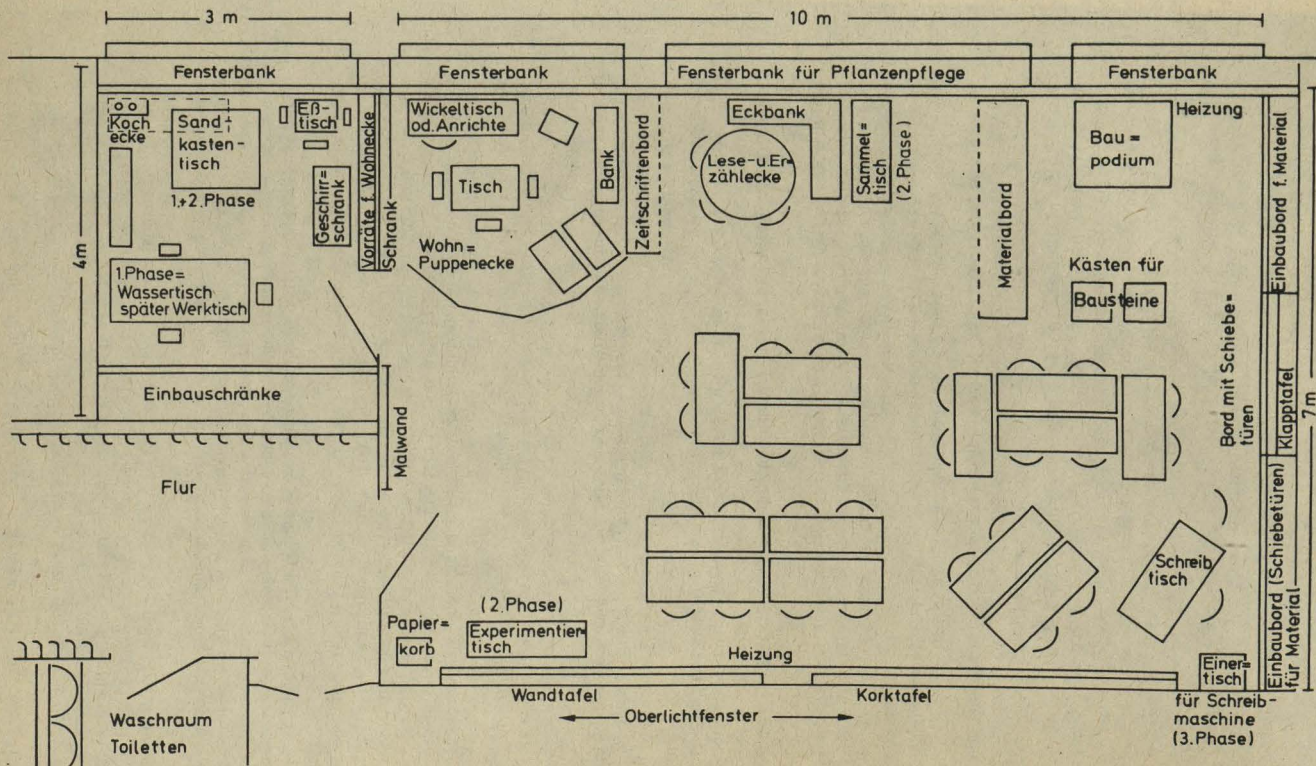 3 m
10 m
Fensterbank
Fensterbank
Fensterbank für Pflanzenpflege
Fensterbank
4m
Koch
ecke
Sand
kasten-
tisch
1.+2. Phase
Eß-
tisch
Geschirr=
schrank
Vorräte f. Wohnecke
Schrank
1. Phase=
Wassertisch
später Werktisch
Einbauschränke
Flur
Malwand
Wickeltisch
od. Anrichte
Tisch
Bank
Wohn=
Puppenecke
Zeitschriftenbord
Eckbank
Lese-u.Er=
zählecke
Sammel=
tisch
(2. Phase)
Materialbord
Bau=
podium
Heizung
Kästen für
Bausteine
Einbaubord f. Material
Bord mit Schiebe=
türen
Klapptafel
7 m
Einbaubord (Schiebetüren)
für Material
Schreib
tisch
Papier=
korb
(2. Phase)
Experimentier=
tisch
Heizung
Einer=
tisch
für Schreib-
maschine
(3. Phase)
Wandtafel
Korktafel
Oberlichtfenster
Waschraum
Toiletten